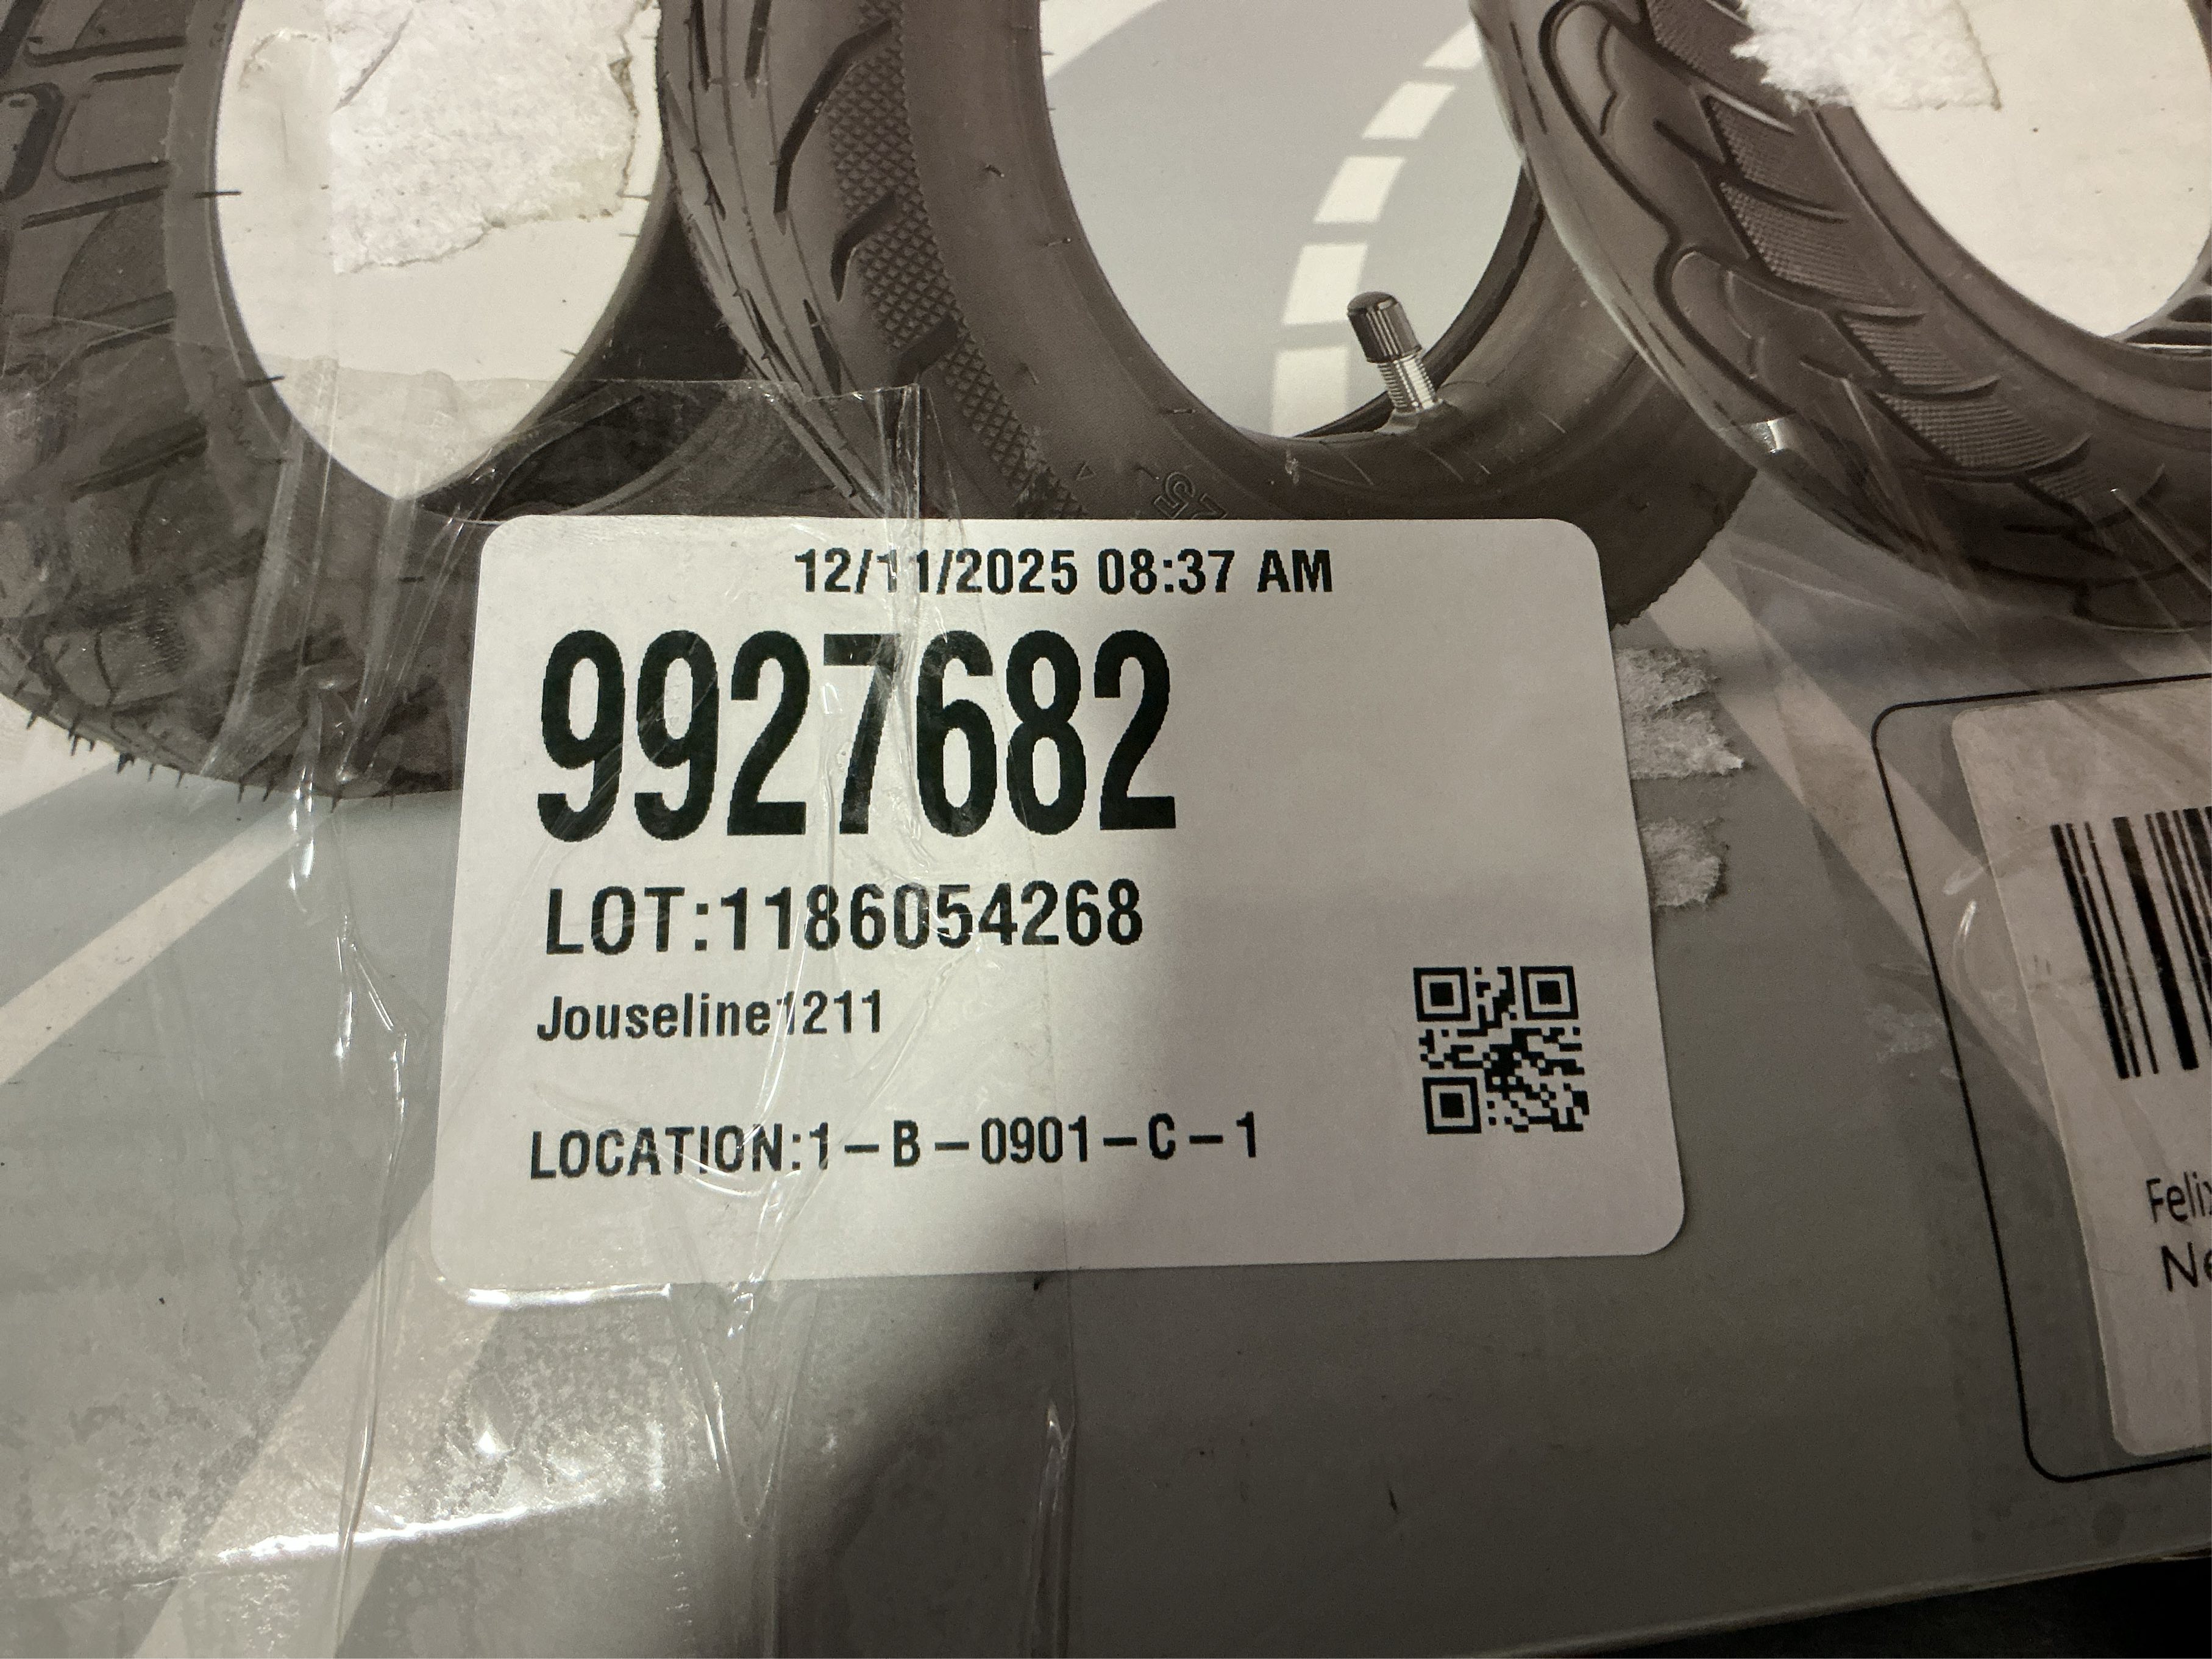 12/11/2025 08:37 AM
9927682
LOT:1186054268
Jouseline1211
LOCATION:1-B-0901-C-1